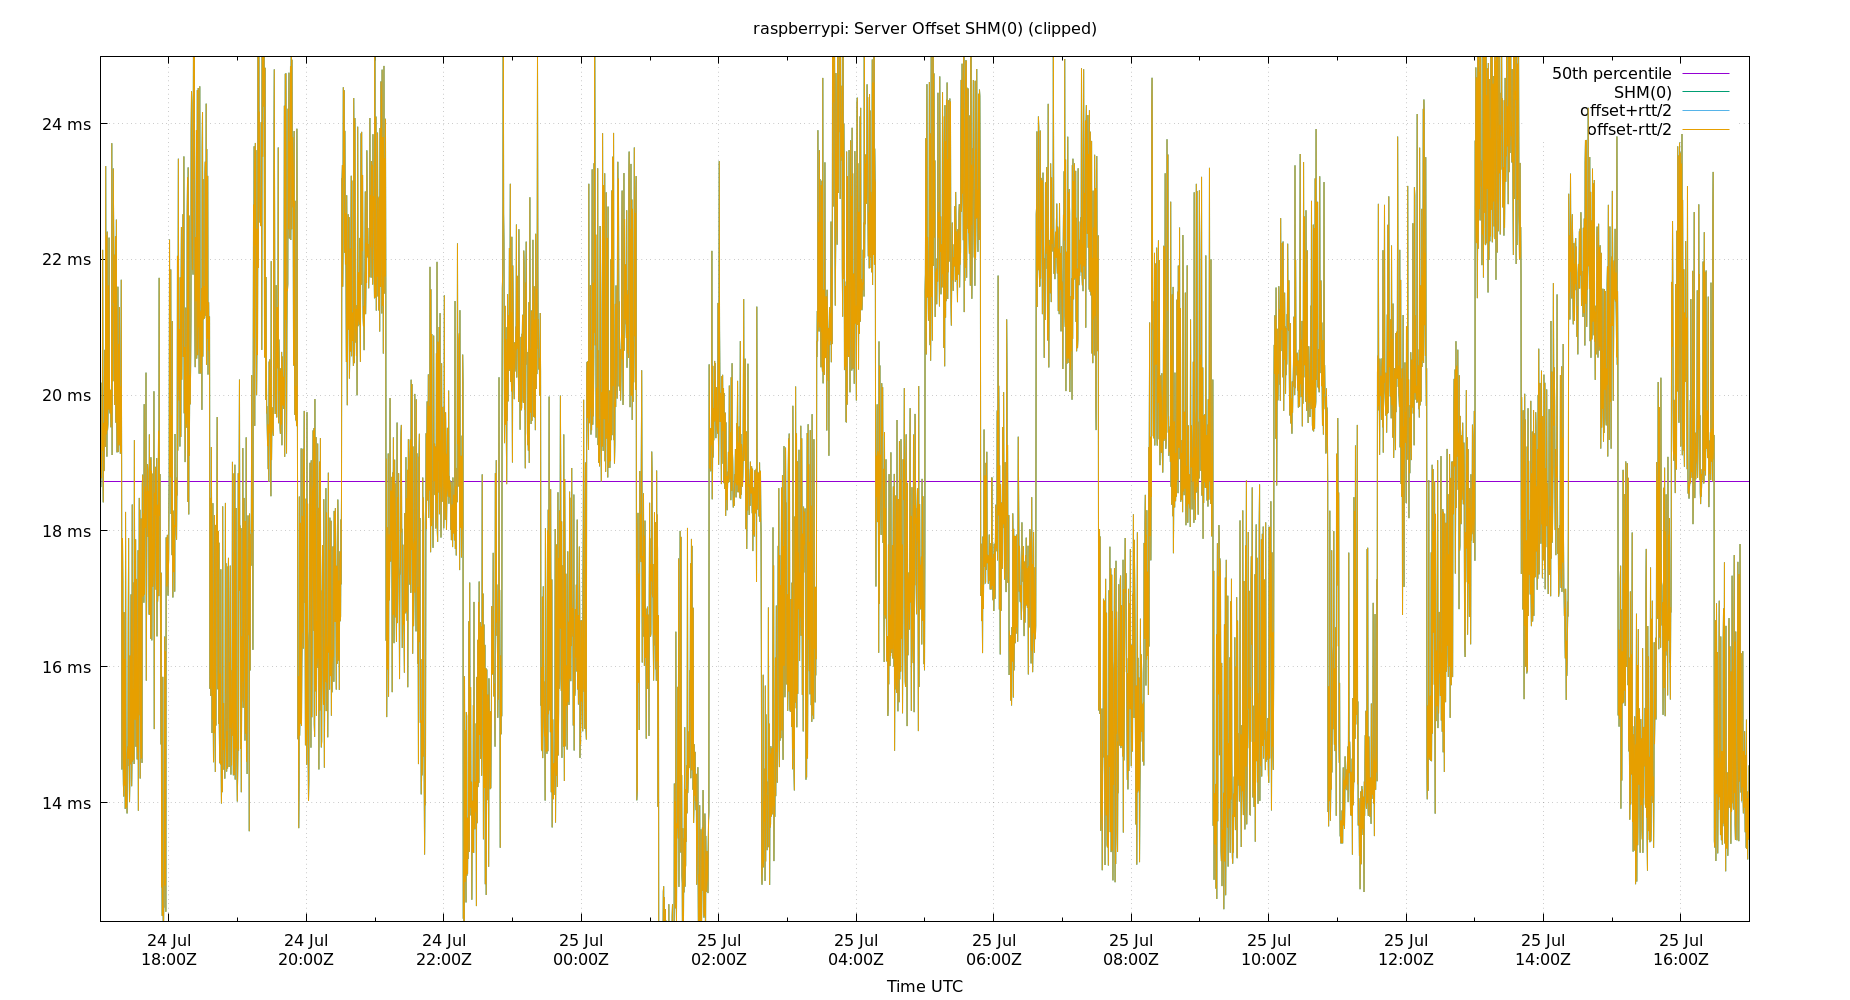 raspberrypi: Server Offset SHM(0) (clipped)
50th percentile
SHM(0)
offset+rtt/2
offset-rtt/2
24 ms
22 ms
20 ms
18 ms
16 ms
14 ms
24 Jul 24 Jul 24 Jul 25 Jul 25 Jul 25 Jul 25 Jul 25 Jul 25 Jul 25 Jul 25 Jul 25 Jul
18:00Z 20:00Z 22:00Z 00:00Z 02:00Z 04:00Z 06:00Z 08:00Z 10:00Z 12:00Z 14:00Z 16:00Z
Time UTC